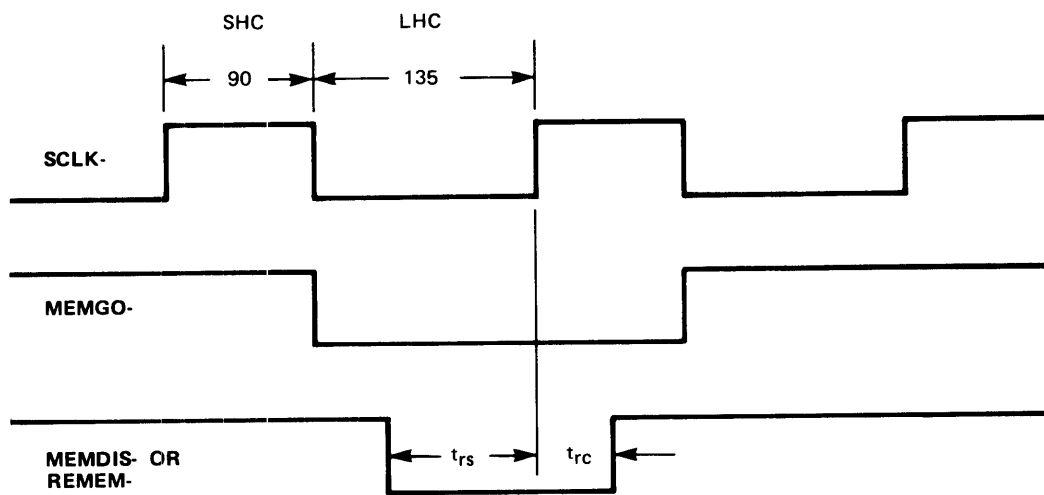 SHC LHC
90 135
SCLK-
MEMGO-
MEMDIS- OR
REMEM-
trs trc